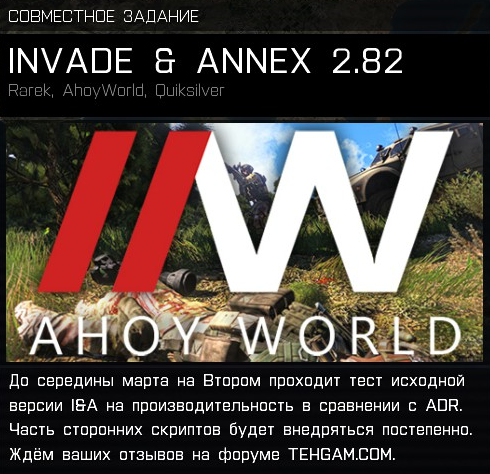 СОВМЕСТНОЕ ЗАДАНИЕ
INVADE & ANNEX 2.82
Rarek, AhoyWorld, Quiksilver
AHOY WORLD
До середины марта на Втором проходит тест исходной
версии I&A на производительность в сравнении с ADR.
Часть сторонних скриптов будет внедряться постепенно.
Ждём ваших отзывов на форуме TEHGAM.COM.